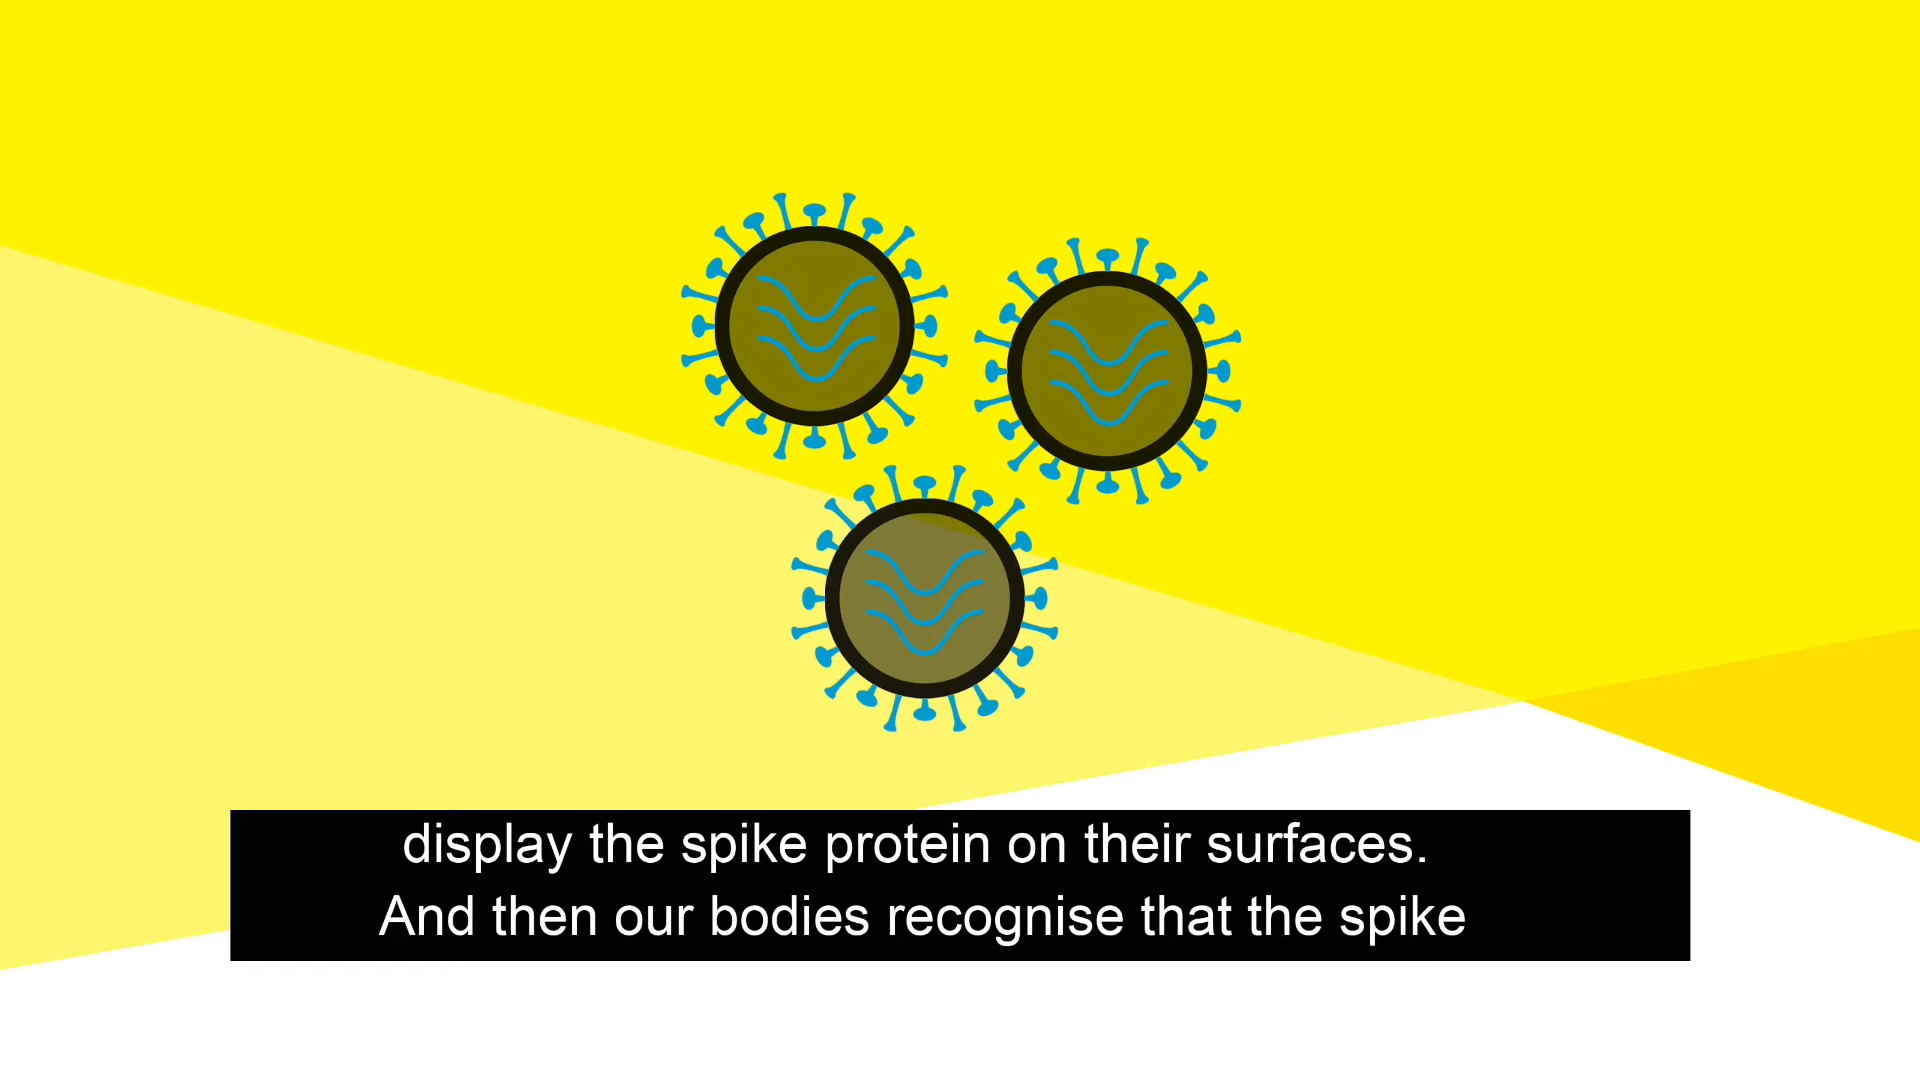 display the spike protein on their surfaces.
And then our bodies recognise that the spike